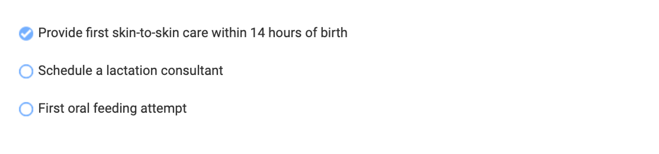 Provide first skin-to-skin care within 14 hours of birth
Schedule a lactation consultant
First oral feeding attempt